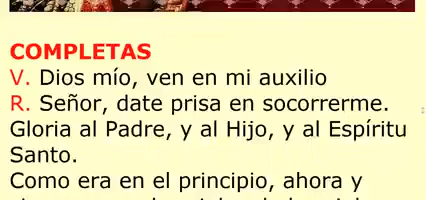 COMPLETAS
V. Dios mío, ven en mi auxilio
R. Señor, date prisa en socorrerme.
Gloria al Padre, y al Hijo, y al Espíritu
Santo.
Como era en el principio, ahora y